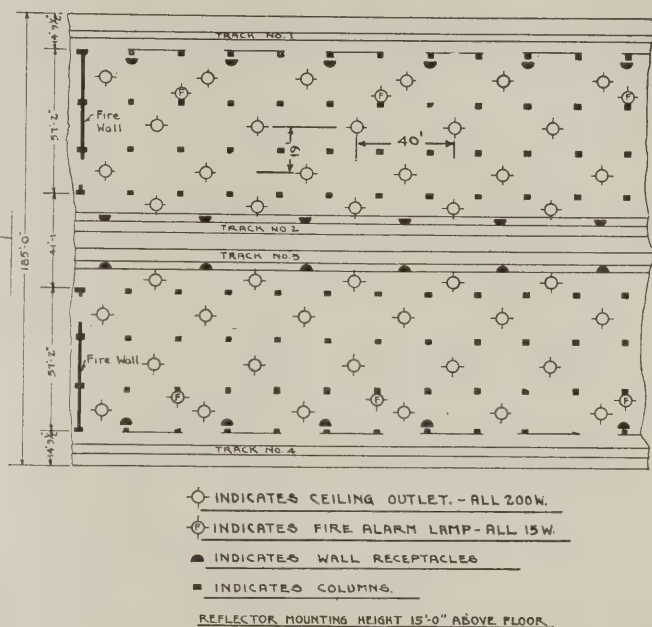 TRACK NO.1
14'9½"
Fire
Wall
57'-2"
19
40'
TRACK NO2
185'-0"
41'-1
TRACK NO.3
Fire Wall
57'-2"
14'9½"
TRACK NO.4
INDICATES CEILING OUTLET.-ALL 200W.
F INDICATES FIRE ALARM LAMP-ALL 15W.
INDICATES WALL RECEPTACLES
INDICATES COLUMNS.
REFLECTOR MOUNTING HEIGHT 15'-0" ABOVE FLOOR
F
F
F
F
F
F